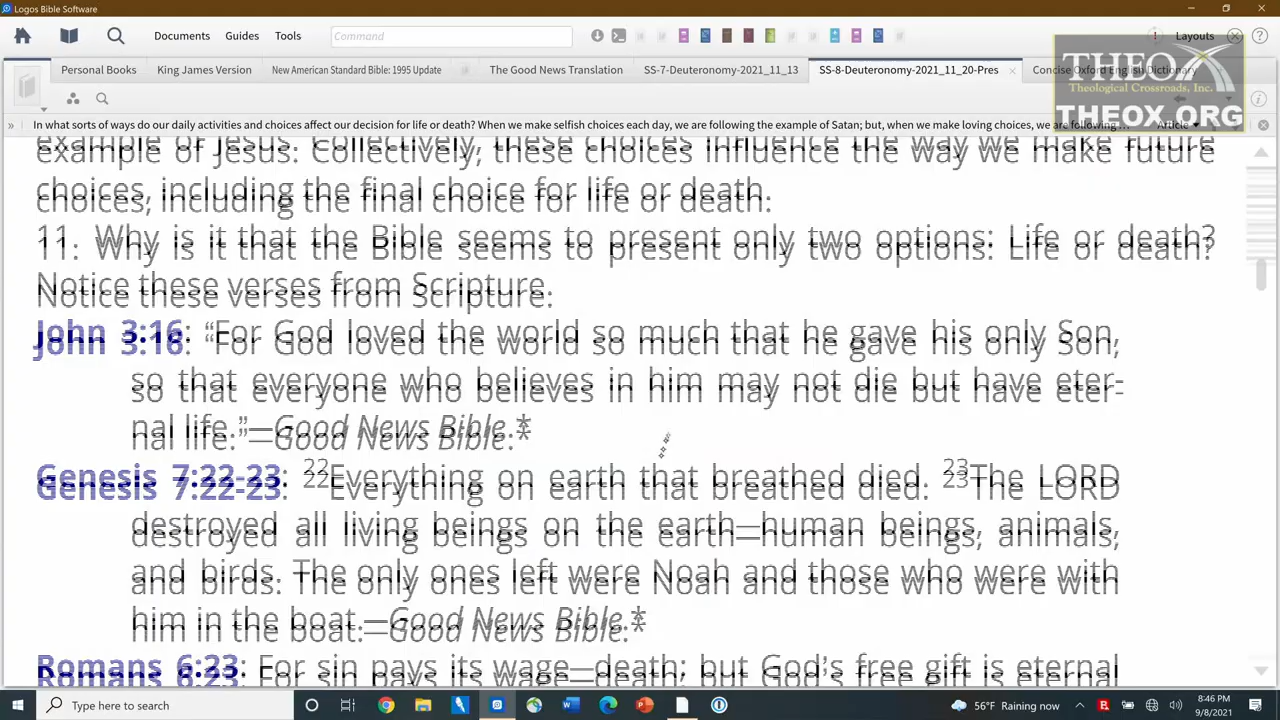 Logos Bible Software
Documents Guides Tools Command Layouts
Personal Books King James Version New American Standard updat The Good News Translation SS-7-Deuteronomy-2021_11_13 SS-8-Deuteronomy-2021_11_20-Pres Concise Oxford English Dictionary
THEOX
Theological Crossroads, Inc.
THEOX.ORG
» In what sorts of ways do our daily activities and choices affect our decision for life or death? When we make selfish choices each day, we are following the example of Satan; but, when we make loving choices, we are following … Article
example of Jesus. Collectively, these choices influence the way we make future
choices, including the final choice for life or death.
11. Why is it that the Bible seems to present only two options: Life or death?
Notice these verses from Scripture:
John 3:16: “For God loved the world so much that he gave his only Son,
so that everyone who believes in him may not die but have eter-
nal life.”—Good News Bible.*
Genesis 7:22-23: 22Everything on earth that breathed died. 23The LORD
destroyed all living beings on the earth—human beings, animals,
and birds. The only ones left were Noah and those who were with
him in the boat.—Good News Bible.*
Romans 6:23: For sin pays its wage—death; but God’s free gift is eternal
Type here to search
56°F Raining now
8:46 PM
9/8/2021